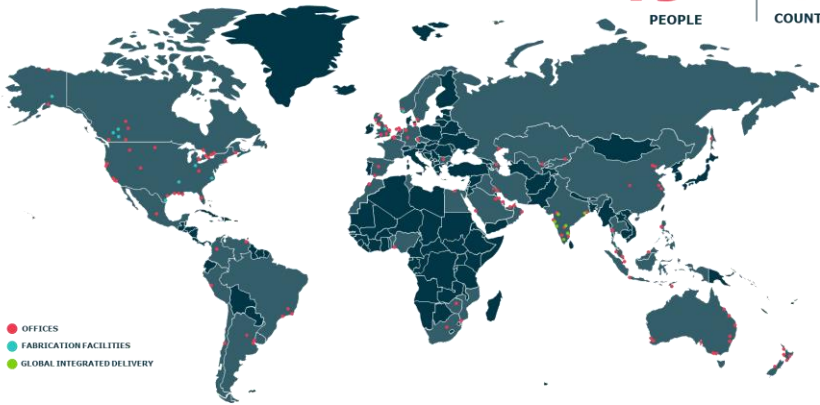 PEOPLE
COUNT
OFFICES
FABRICATION FACILITIES
GLOBAL INTEGRATED DELIVERY